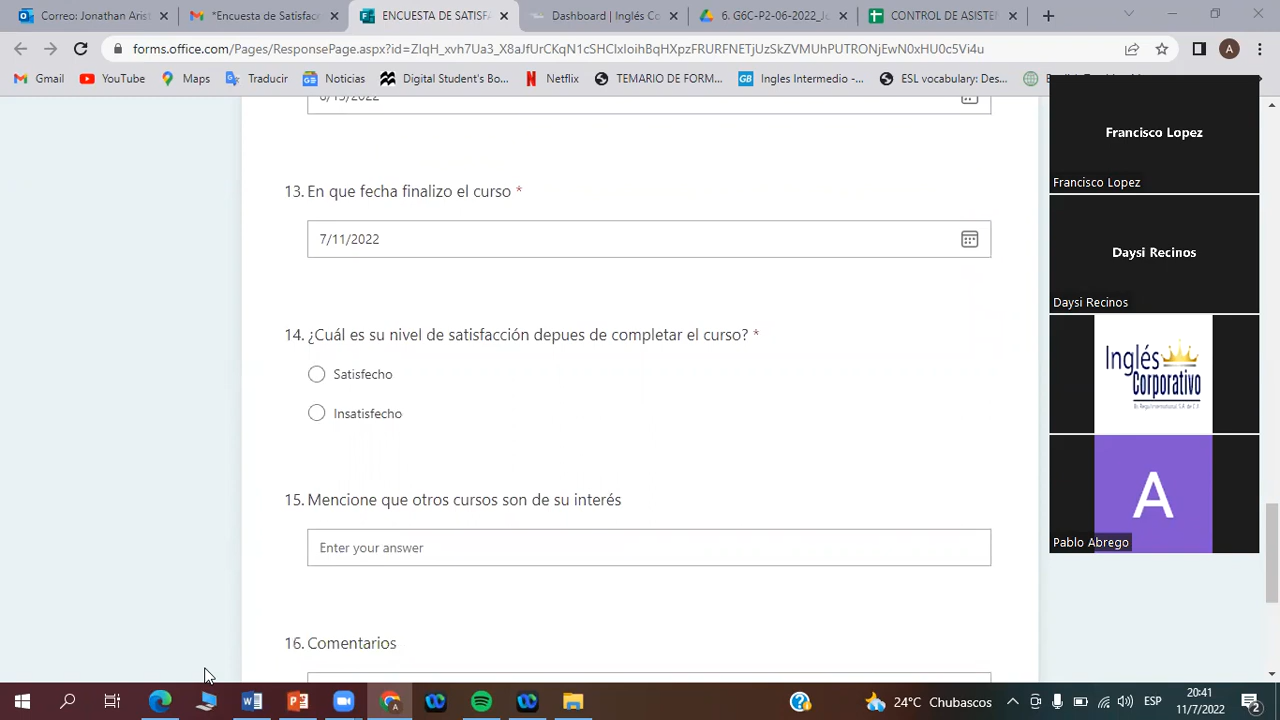 Correo: Jonathan Arist
*Encuesta de Satisfacc
ENCUESTA DE SATISFA
Dashboard | Inglés Co
6. G6C-P2-06-2022_Ju
CONTROL DE ASISTEN
forms.office.com/Pages/ResponsePage.aspx?id=ZIqH_xvh7Ua3_X8aJfUrCKqN1cSHClxIoihBqHXpzFRURFNETjUzSkZVMUhPUTRONjEwN0xHU0c5Vi4u
A
Gmail
YouTube
Maps
Traducir
Noticias
Digital Student's Bo...
Netflix
TEMARIO DE FORM...
Ingles Intermedio -...
ESL vocabulary: Des...
13. En que fecha finalizo el curso *
7/11/2022
14. ¿Cuál es su nivel de satisfacción depues de completar el curso? *
Satisfecho
Insatisfecho
15. Mencione que otros cursos son de su interés
Enter your answer
16. Comentarios
Francisco Lopez
Francisco Lopez
Daysi Recinos
Daysi Recinos
Inglés
Corporativo
A
Pablo Abrego
24°C Chubascos
ESP
20:41
11/7/2022
2